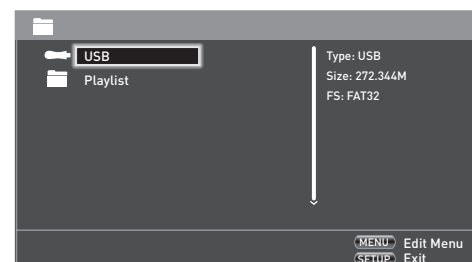 USB
Playlist
Type: USB
Size: 272.344M
FS: FAT32
MENU Edit Menu
SETUP Exit